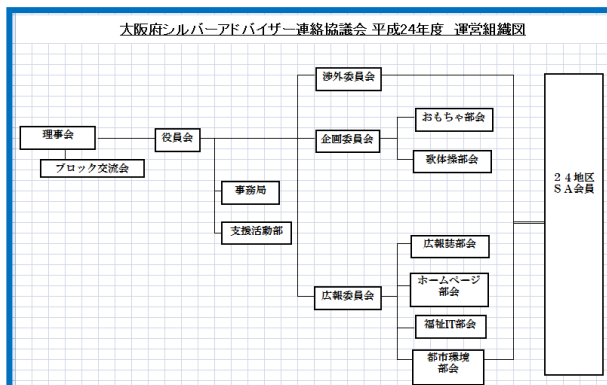 大阪府シルバーアドバイザー連絡協議会 平成24年度 運営組織図
渉外委員会
おもちゃ部会
理事会
役員会
企画委員会
ブロック交流会
歌体操部会
２４地区
ＳＡ会員
事務局
支援活動部
広報誌部会
広報委員会
ホームページ
部会
福祉IT部会
都市環境
部会